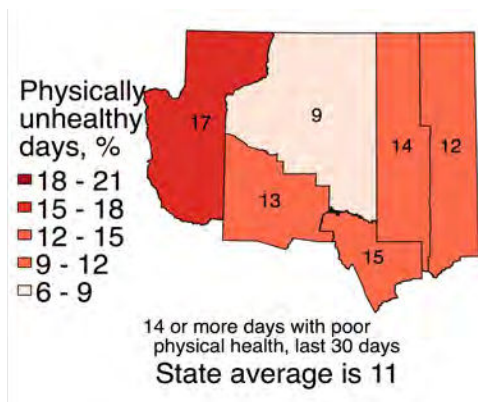 Physically
unhealthy
days, %
18 - 21
15 - 18
12 - 15
9 - 12
6 - 9
17
9
14
12
13
15
14 or more days with poor
physical health, last 30 days
State average is 11